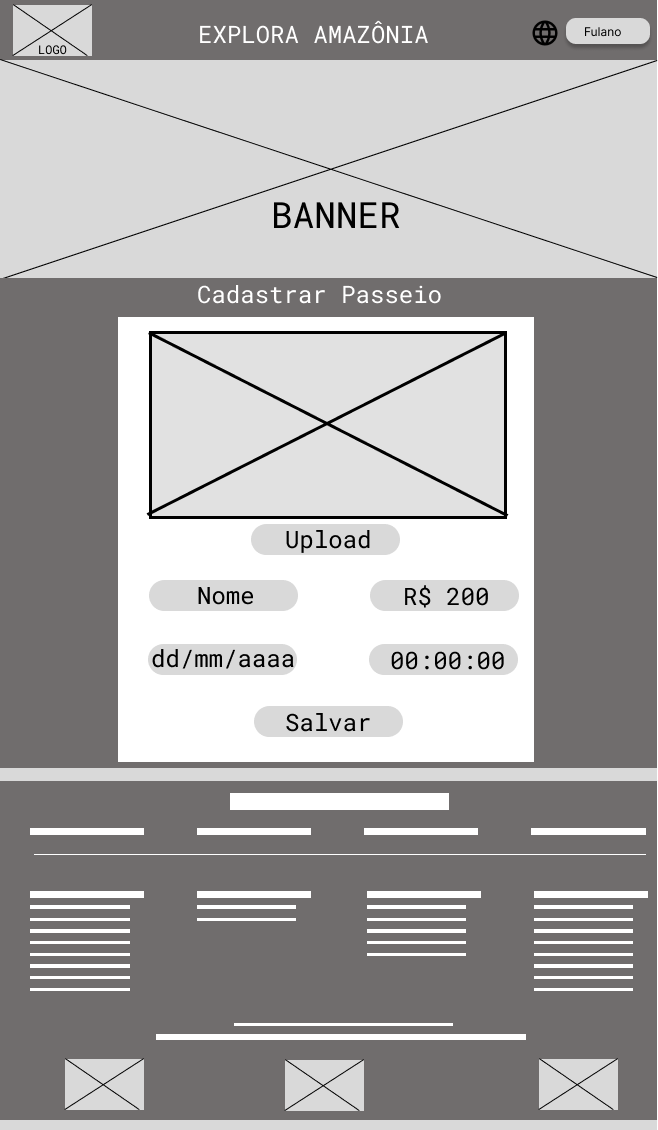 LOGO
EXPLORA AMAZÔNIA
Fulano
BANNER
Cadastrar Passeio
Upload
Nome
R$ 200
dd/mm/aaaa
00:00:00
Salvar